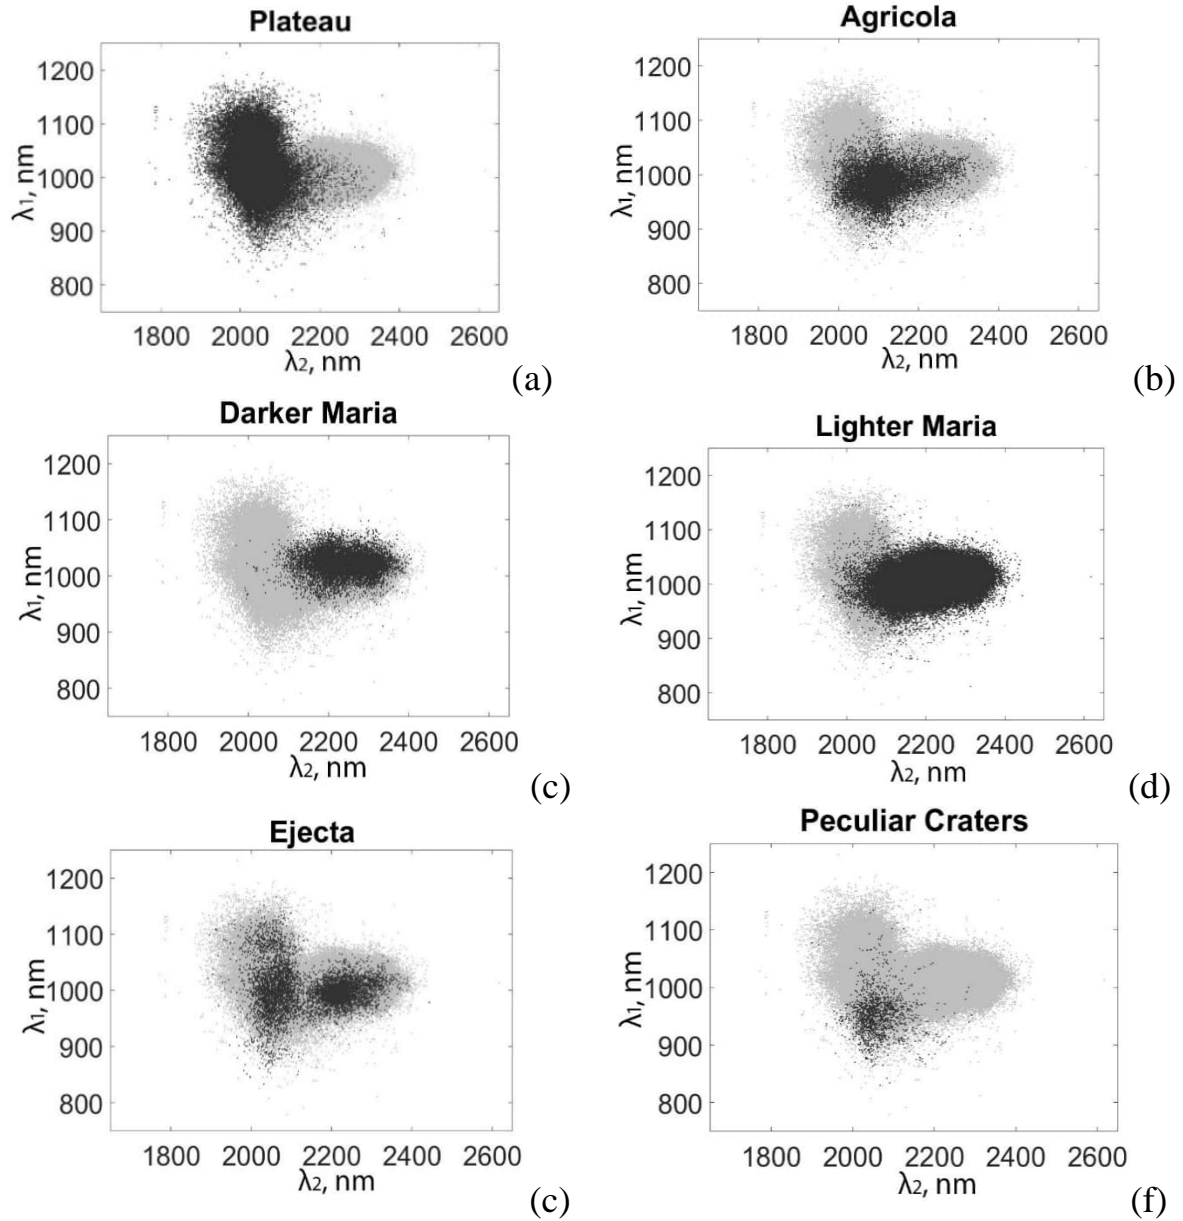 Plateau
1200
1100
1000
900
800
λ1, nm
1800 2000 2200 2400 2600
λ2, nm
(a)
Agricola
1200
1100
1000
900
800
λ1, nm
1800 2000 2200 2400 2600
λ2, nm
(b)
Darker Maria
1200
1100
1000
900
800
λ1, nm
1800 2000 2200 2400 2600
λ2, nm
(c)
Lighter Maria
1200
1100
1000
900
800
λ1, nm
1800 2000 2200 2400 2600
λ2, nm
(d)
Ejecta
1200
1100
1000
900
800
λ1, nm
1800 2000 2200 2400 2600
λ2, nm
(c)
Peculiar Craters
1200
1100
1000
900
800
λ1, nm
1800 2000 2200 2400 2600
λ2, nm
(f)